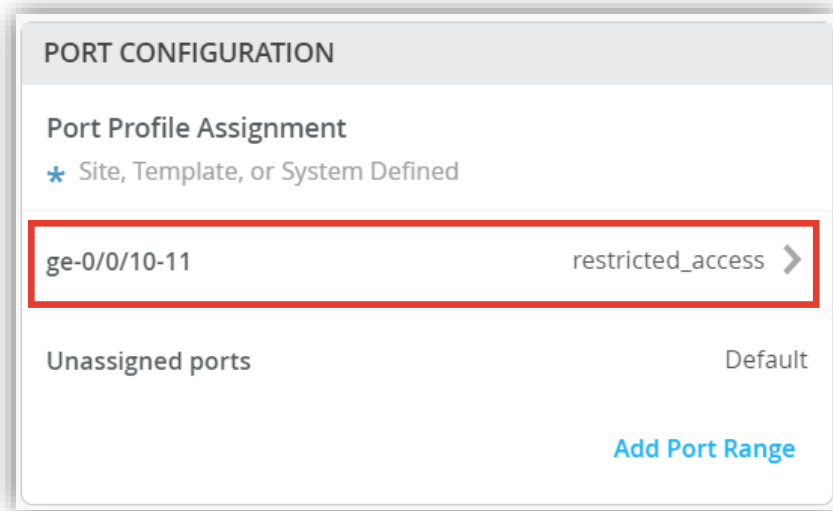 PORT CONFIGURATION
Port Profile Assignment
* Site, Template, or System Defined
ge-0/0/10-11 restricted_access
Unassigned ports Default
Add Port Range